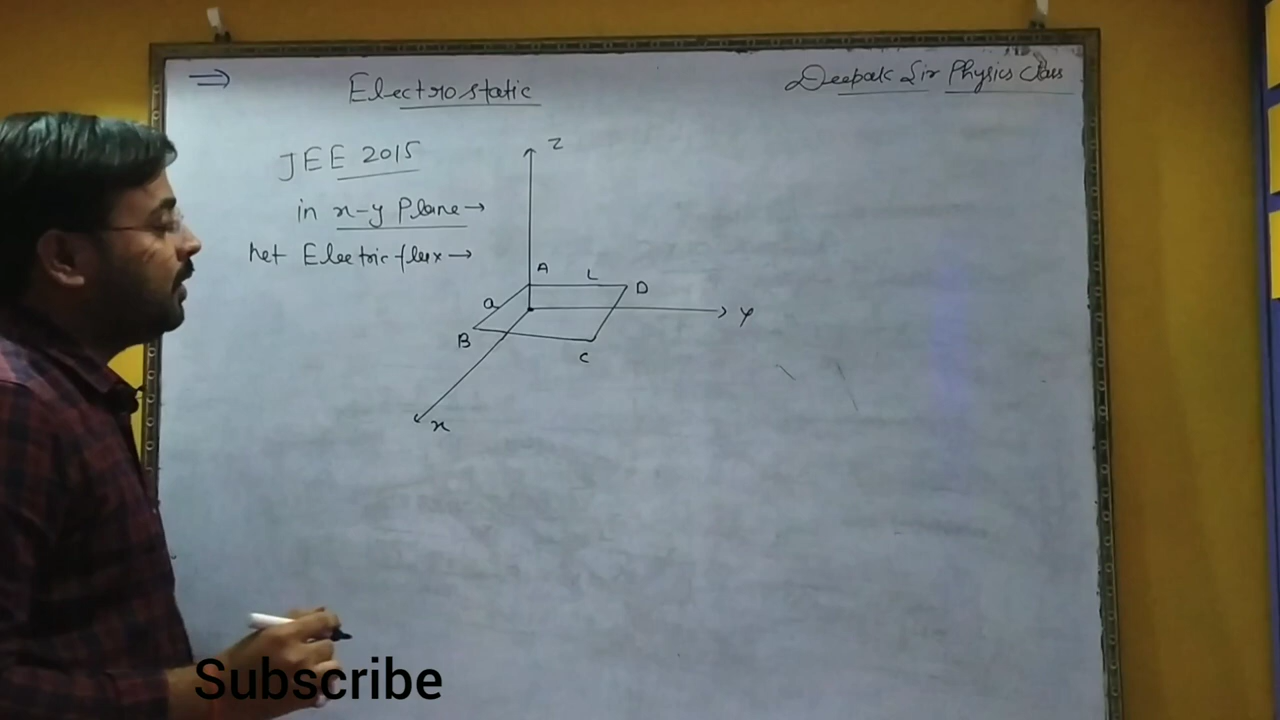 ⇒ Electrostatic Deepak Sir Physics Class
JEE 2015
in x-y Plane →
net Electric flux →
z
A L
D
a
y
B
C
x
Subscribe